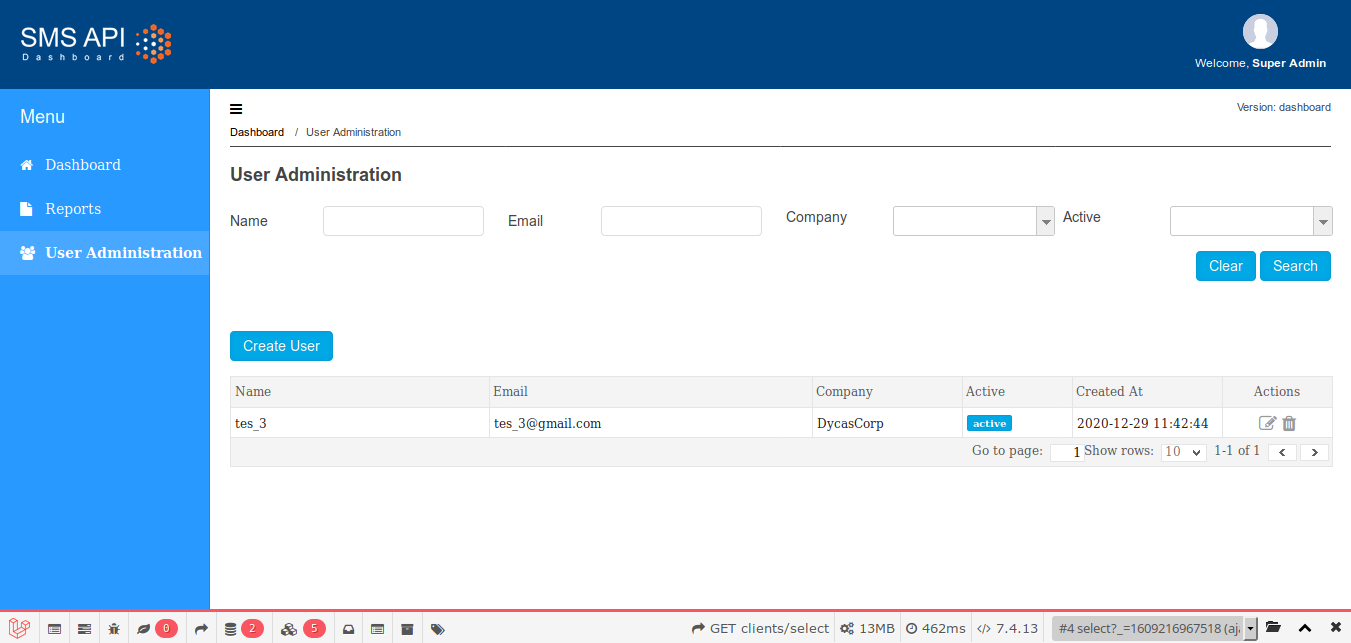 SMS API
Dashboard
Welcome, Super Admin
Menu
Dashboard
Reports
User Administration
Version: dashboard
Dashboard / User Administration
User Administration
Name Email Company Active
Clear Search
Create User
Name Email Company Active Created At Actions
tes_3 tes_3@gmail.com DycasCorp active 2020-12-29 11:42:44
Go to page: 1 Show rows: 10 1-1 of 1
0 2 5 GET clients/select 13MB 462ms 7.4.13 #4 select?_=1609216967518 (aj